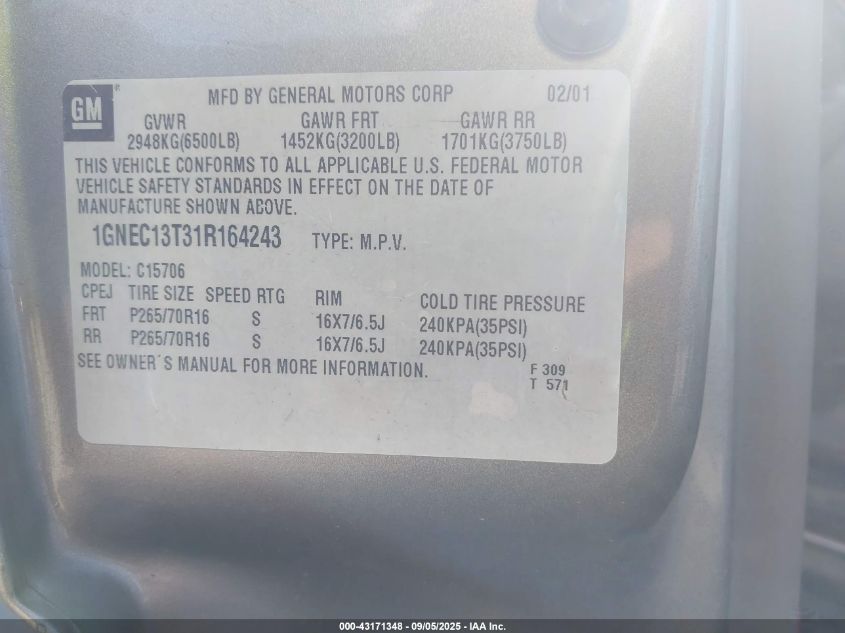 GM
MFD BY GENERAL MOTORS CORP 02/01
GVWR GAWR FRT GAWR RR
2948KG(6500LB) 1452KG(3200LB) 1701KG(3750LB)
THIS VEHICLE CONFORMS TO ALL APPLICABLE U.S. FEDERAL MOTOR
VEHICLE SAFETY STANDARDS IN EFFECT ON THE DATE OF
MANUFACTURE SHOWN ABOVE.
1GNEC13T31R164243 TYPE: M.P.V.
MODEL: C15706
CPEJ TIRE SIZE SPEED RTG RIM COLD TIRE PRESSURE
FRT P265/70R16 S 16X7/6.5J 240KPA(35PSI)
RR P265/70R16 S 16X7/6.5J 240KPA(35PSI)
SEE OWNER'S MANUAL FOR MORE INFORMATION.
F 309
T 571
000-43171348 - 09/05/2025 - IAA Inc.